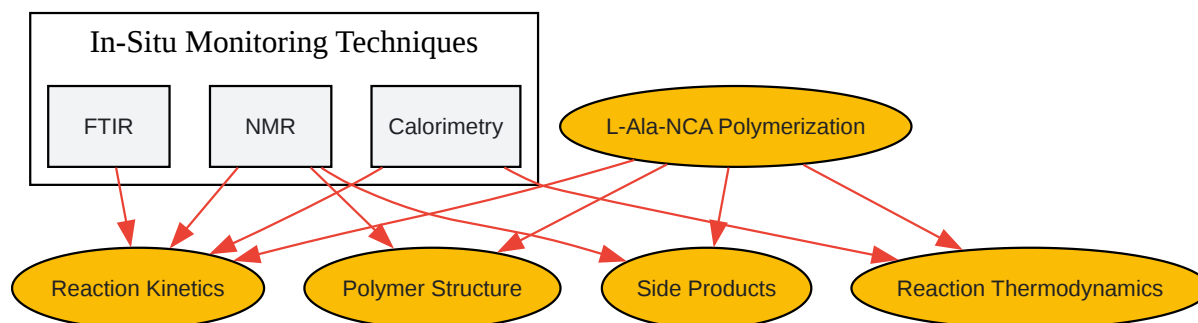 In-Situ Monitoring Techniques
FTIR
NMR
Calorimetry
L-Ala-NCA Polymerization
Reaction Kinetics
Polymer Structure
Side Products
Reaction Thermodynamics